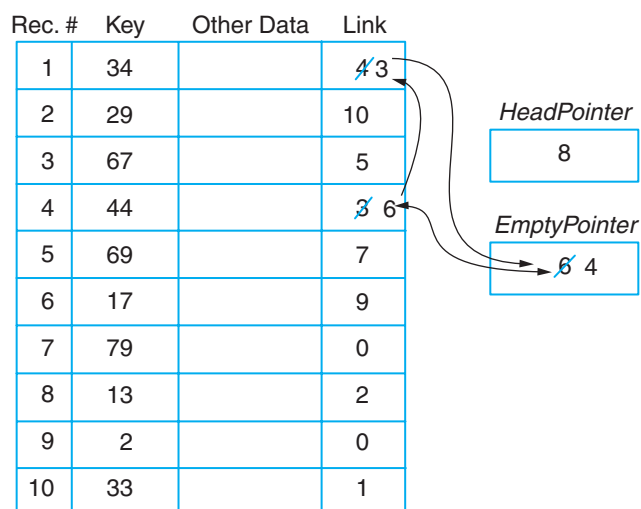 Rec. # Key Other Data Link
1 34 4 3
2 29 10
HeadPointer
8
3 67 5
4 44 3 6
EmptyPointer
6 4
5 69 7
6 17 9
7 79 0
8 13 2
9 2 0
10 33 1